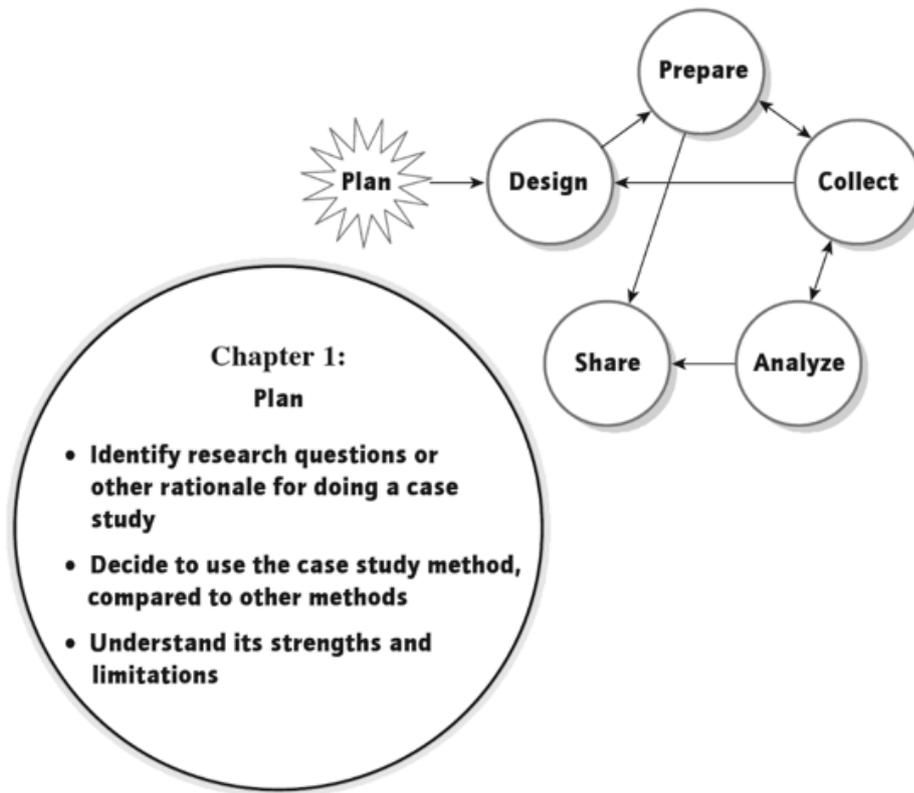 Prepare
Plan
Design
Collect
Share
Analyze
Chapter 1:
Plan
• Identify research questions or
other rationale for doing a case
study
• Decide to use the case study method,
compared to other methods
• Understand its strengths and
limitations